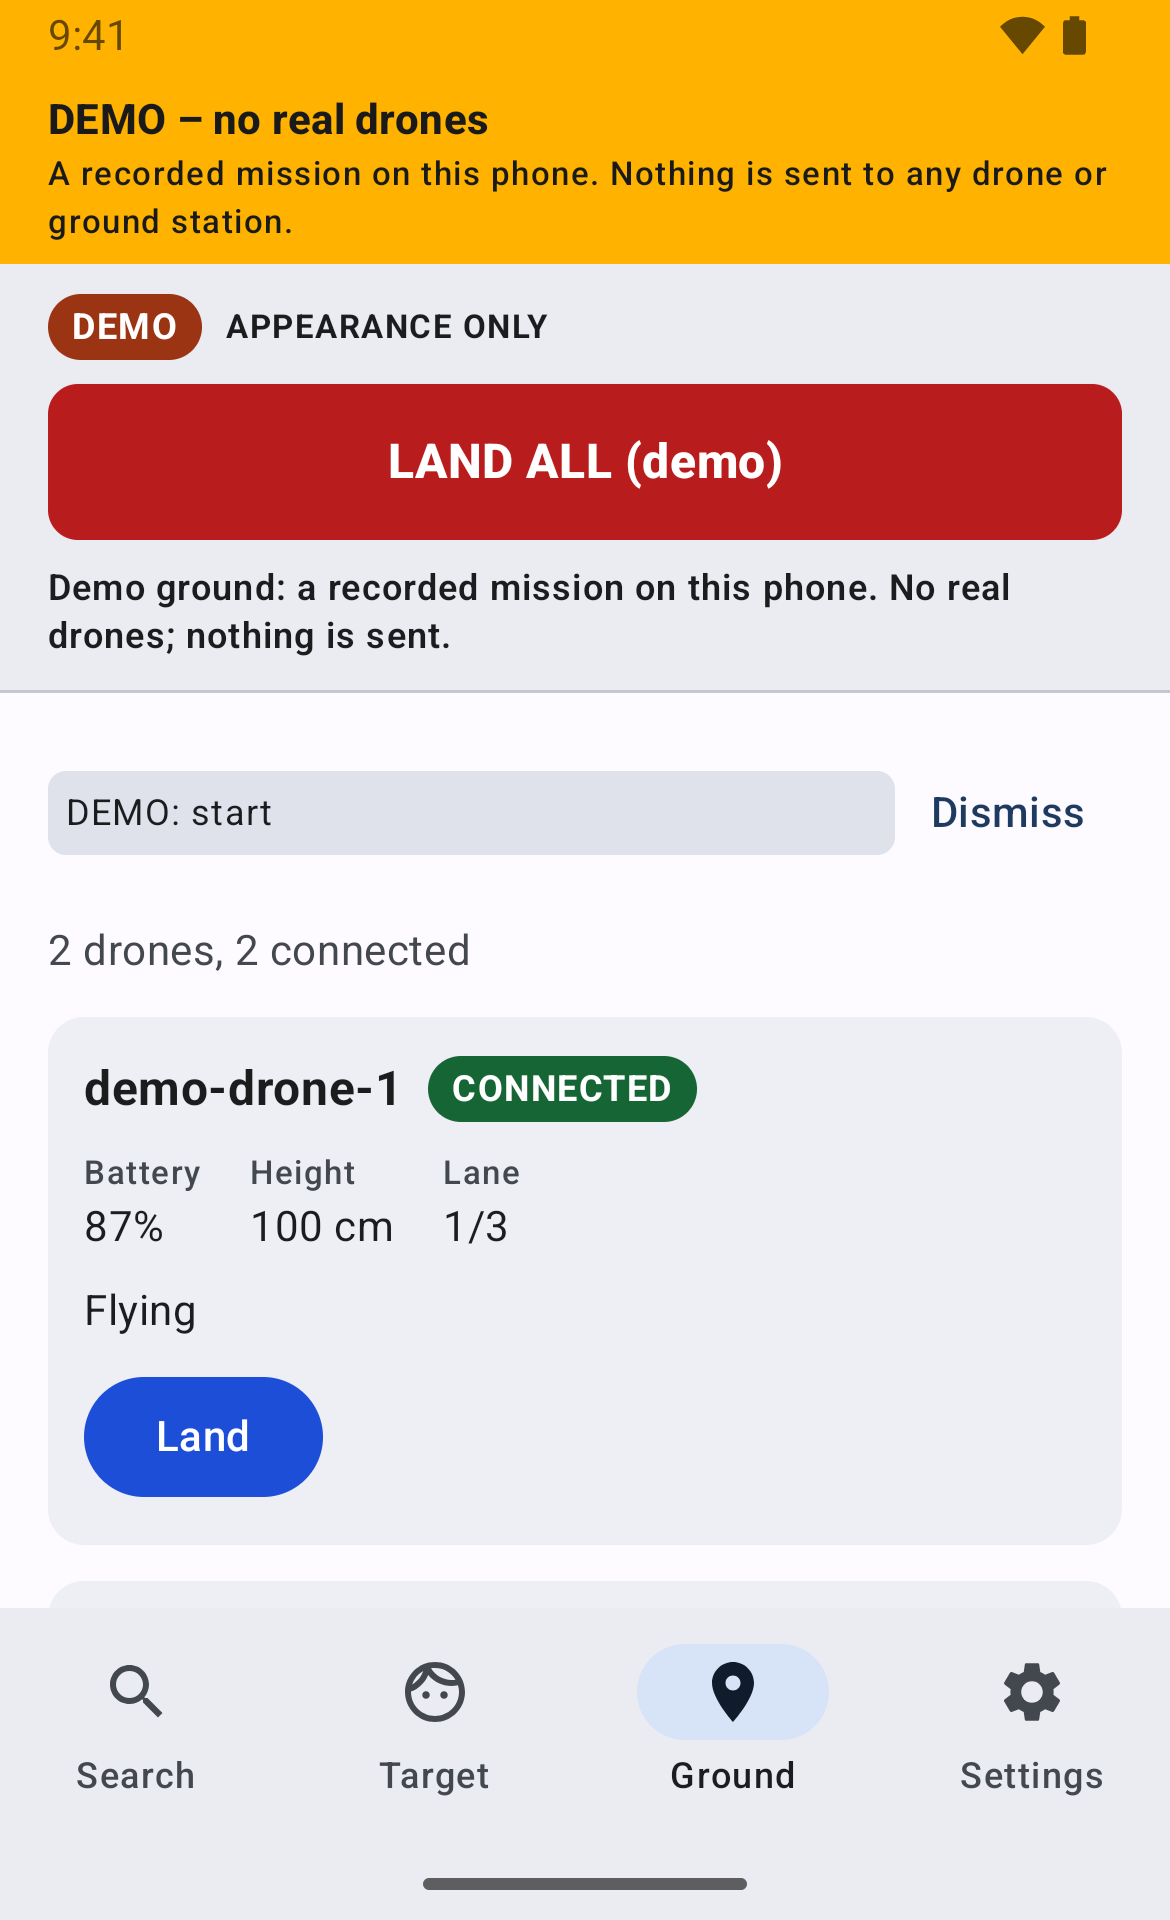 9:41
DEMO – no real drones
A recorded mission on this phone. Nothing is sent to any drone or
ground station.
DEMO APPEARANCE ONLY
LAND ALL (demo)
Demo ground: a recorded mission on this phone. No real
drones; nothing is sent.
DEMO: start Dismiss
2 drones, 2 connected
demo-drone-1 CONNECTED
Battery Height Lane
87% 100 cm 1/3
Flying
Land
Search Target Ground Settings